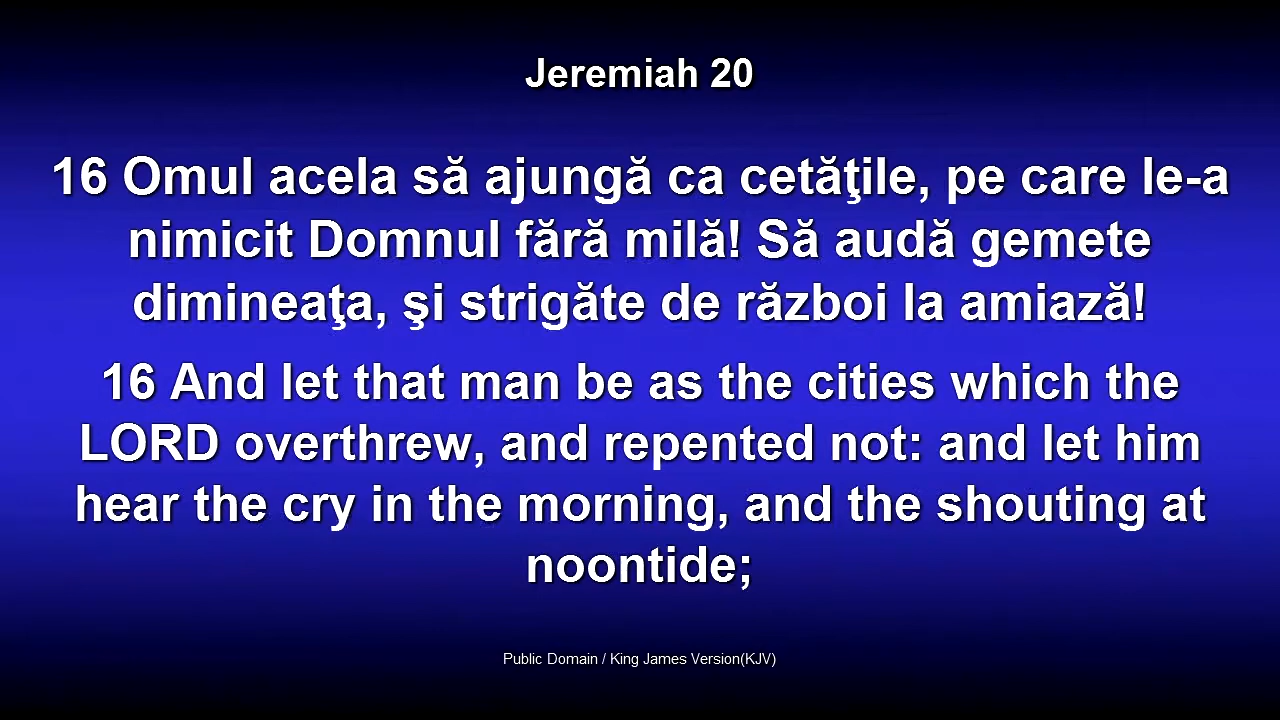 Jeremiah 20
16 Omul acela să ajungă ca cetăţile, pe care le-a
nimicit Domnul fără milă! Să audă gemete
dimineaţa, şi strigăte de război la amiază!
16 And let that man be as the cities which the
LORD overthrew, and repented not: and let him
hear the cry in the morning, and the shouting at
noontide;
Public Domain / King James Version(KJV)